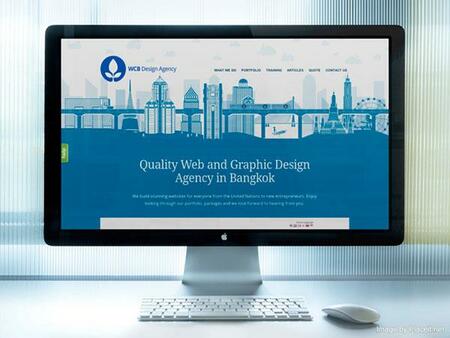 WCB Design Agency
WHAT WE DO PORTFOLIO TRAINING ARTICLES QUOTE CONTACT US
Quality Web and Graphic Design
Agency in Bangkok
We build stunning websites for everyone from the United Nations to new entrepreneurs. Enjoy
looking through our portfolio, packages and we look forward to hearing from you.
Image by placeit.net